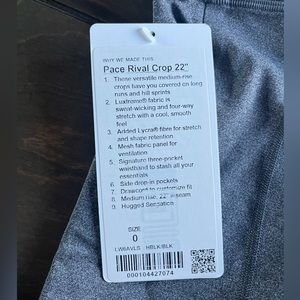 WHY WE MADE THIS
Pace Rival Crop 22"
1. These versatile medium-rise
crops have you covered on long
runs and hill sprints
2. Luxtreme® fabric is
sweat-wicking and four-way
stretch with a cool, smooth
feel
3. Added Lycra® fibre for stretch
and shape retention
4. Mesh fabric panel for
ventilation
5. Signature three-pocket
waistband to stash all your
essentials
6. Side drop-in pockets
7. Drawcord to customize fit
8. Medium rise, 22" inseam
9. Hugged Sensation
SIZE
0
LW6AVLS HBLK/BLK
000104427074